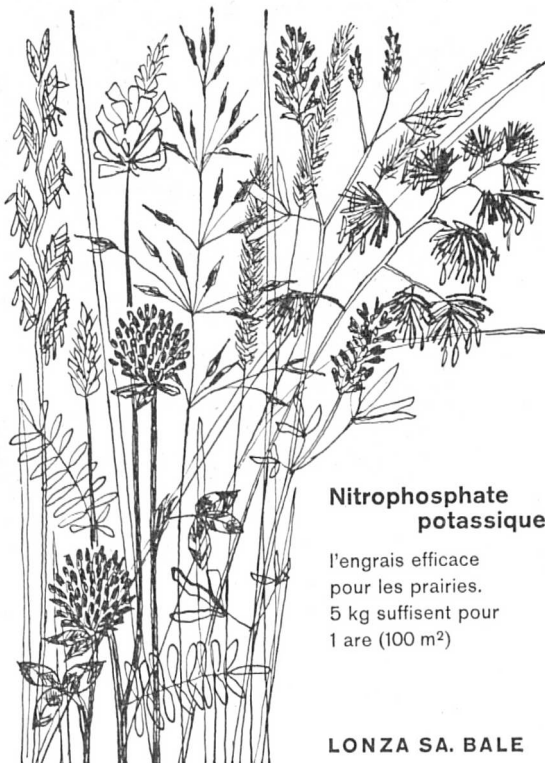 Nitrophosphate
potassique
l'engrais efficace
pour les prairies.
5 kg suffisent pour
1 are (100 m²)
LONZA SA. BALE